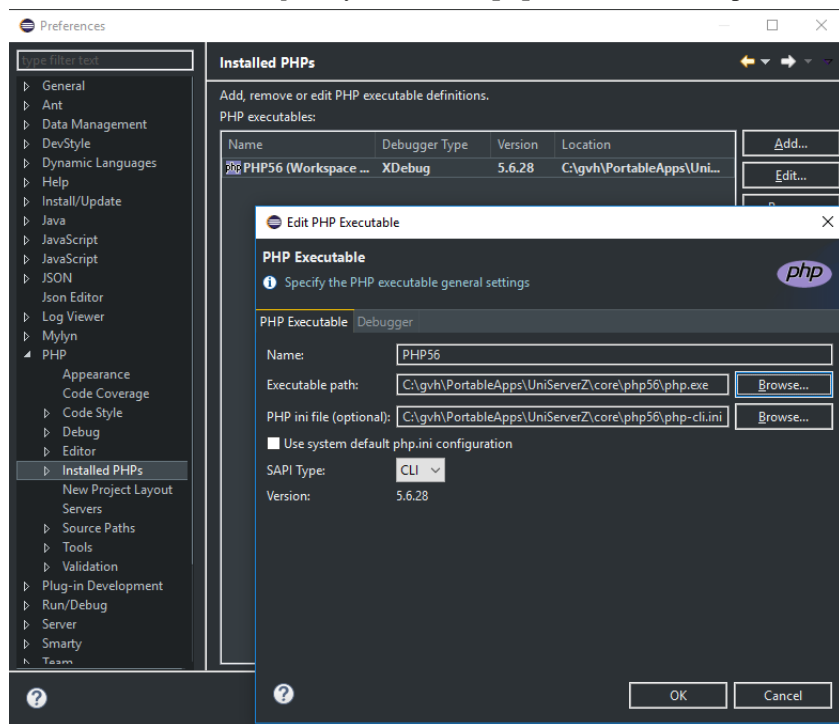 Preferences
type filter text
General
Ant
Data Management
DevStyle
Dynamic Languages
Help
Install/Update
Java
JavaScript
JavaScript
JSON
Json Editor
Log Viewer
Mylyn
PHP
Appearance
Code Coverage
Code Style
Debug
Editor
Installed PHPs
New Project Layout
Servers
Source Paths
Tools
Validation
Plug-in Development
Run/Debug
Server
Smarty
Team
Installed PHPs
Add, remove or edit PHP executable definitions.
PHP executables:
Name Debugger Type Version Location
php PHP56 (Workspace ... XDebug 5.6.28 C:\gvh\PortableApps\Uni...
Add...
Edit...
Edit PHP Executable
PHP Executable
Specify the PHP executable general settings
php
PHP Executable Debugger
Name: PHP56
Executable path: C:\gvh\PortableApps\UniServerZ\core\php56\php.exe Browse...
PHP ini file (optional): C:\gvh\PortableApps\UniServerZ\core\php56\php-cli.ini Browse...
Use system default php.ini configuration
SAPI Type: CLI
Version: 5.6.28
OK Cancel